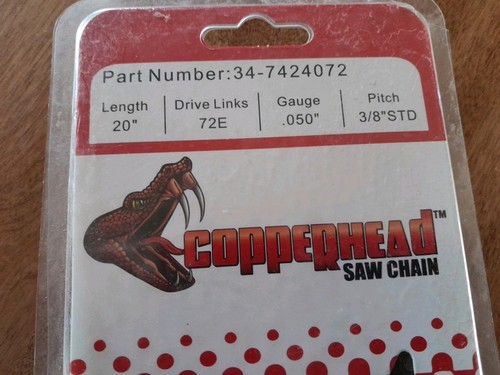 Part Number:34-7424072
Length Drive Links Gauge Pitch
20" 72E .050" 3/8"STD
COPPERHEAD™
SAW CHAIN